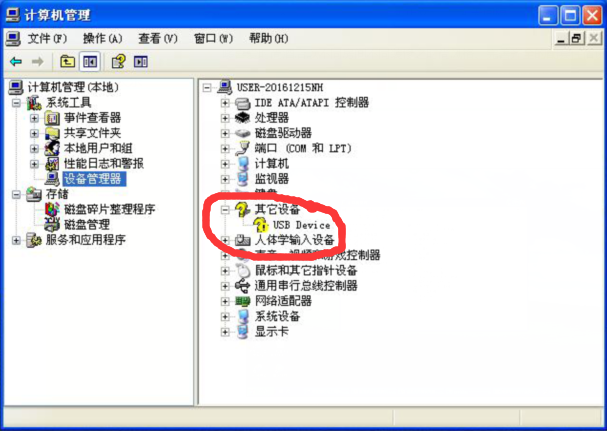 计算机管理
文件(F) 操作(A) 查看(V) 窗口(W) 帮助(H)
计算机管理(本地)
系统工具
事件查看器
共享文件夹
本地用户和组
性能日志和警报
设备管理器
存储
磁盘碎片整理程序
磁盘管理
服务和应用程序
USER-20161215NH
IDE ATA/ATAPI 控制器
处理器
磁盘驱动器
端口 (COM 和 LPT)
计算机
监视器
键盘
其它设备
USB Device
人体学输入设备
声音、视频和游戏控制器
鼠标和其它指针设备
通用串行总线控制器
网络适配器
系统设备
显示卡